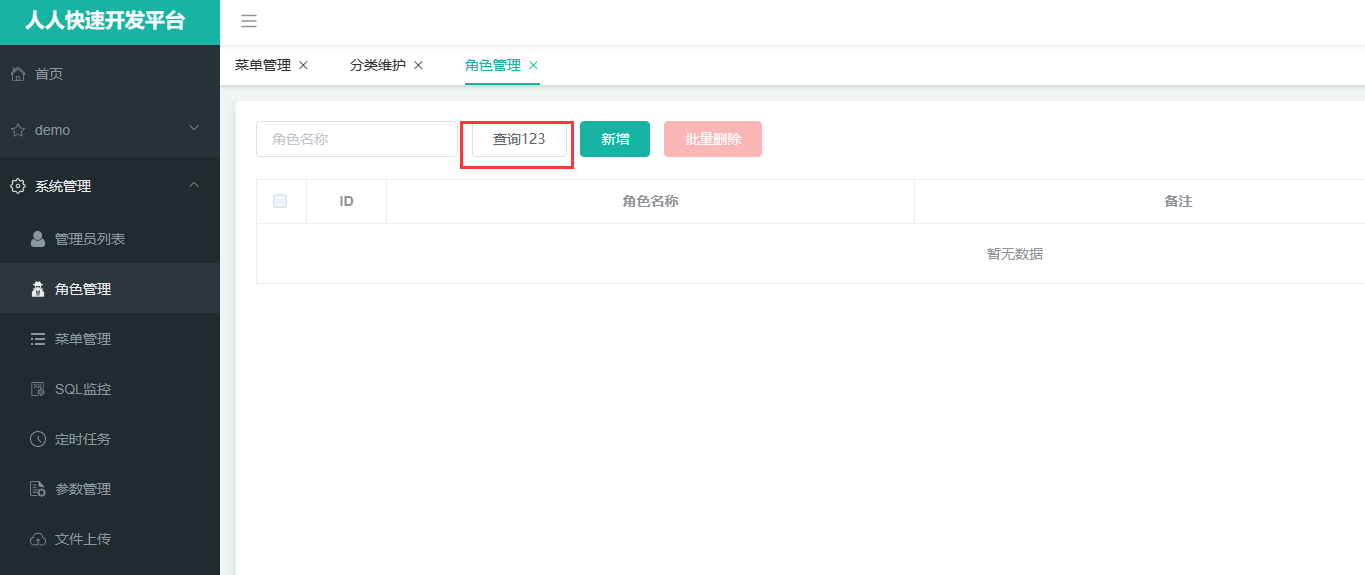 人人快速开发平台
首页
demo
系统管理
管理员列表
角色管理
菜单管理
SQL监控
定时任务
参数管理
文件上传
菜单管理 分类维护 角色管理
角色名称 查询123 新增 批量删除
ID 角色名称 备注
暂无数据